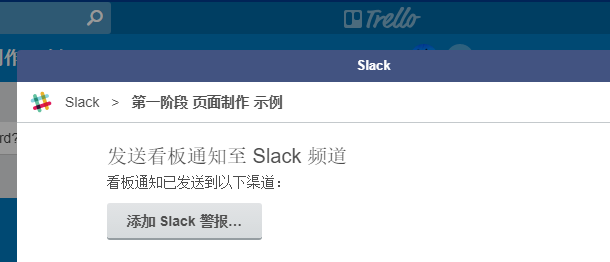 Trello
Slack
Slack > 第一阶段 页面制作 示例
rd?
发送看板通知至 Slack 频道
看板通知已发送到以下渠道：
添加 Slack 警报…